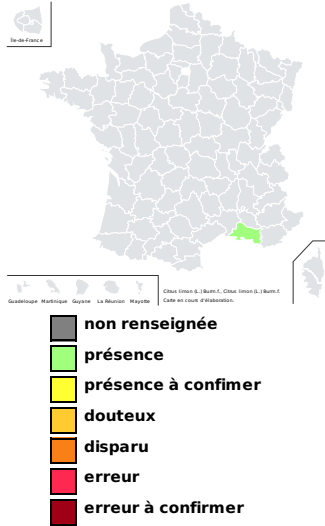 Île-de-France
Guadeloupe Martinique Guyane La Réunion Mayotte
Citrus limon (L.) Burm.f., Citrus limon (L.) Burm.f.
Carte en cours d'élaboration.
non renseignée
présence
présence à confimer
douteux
disparu
erreur
erreur à confirmer